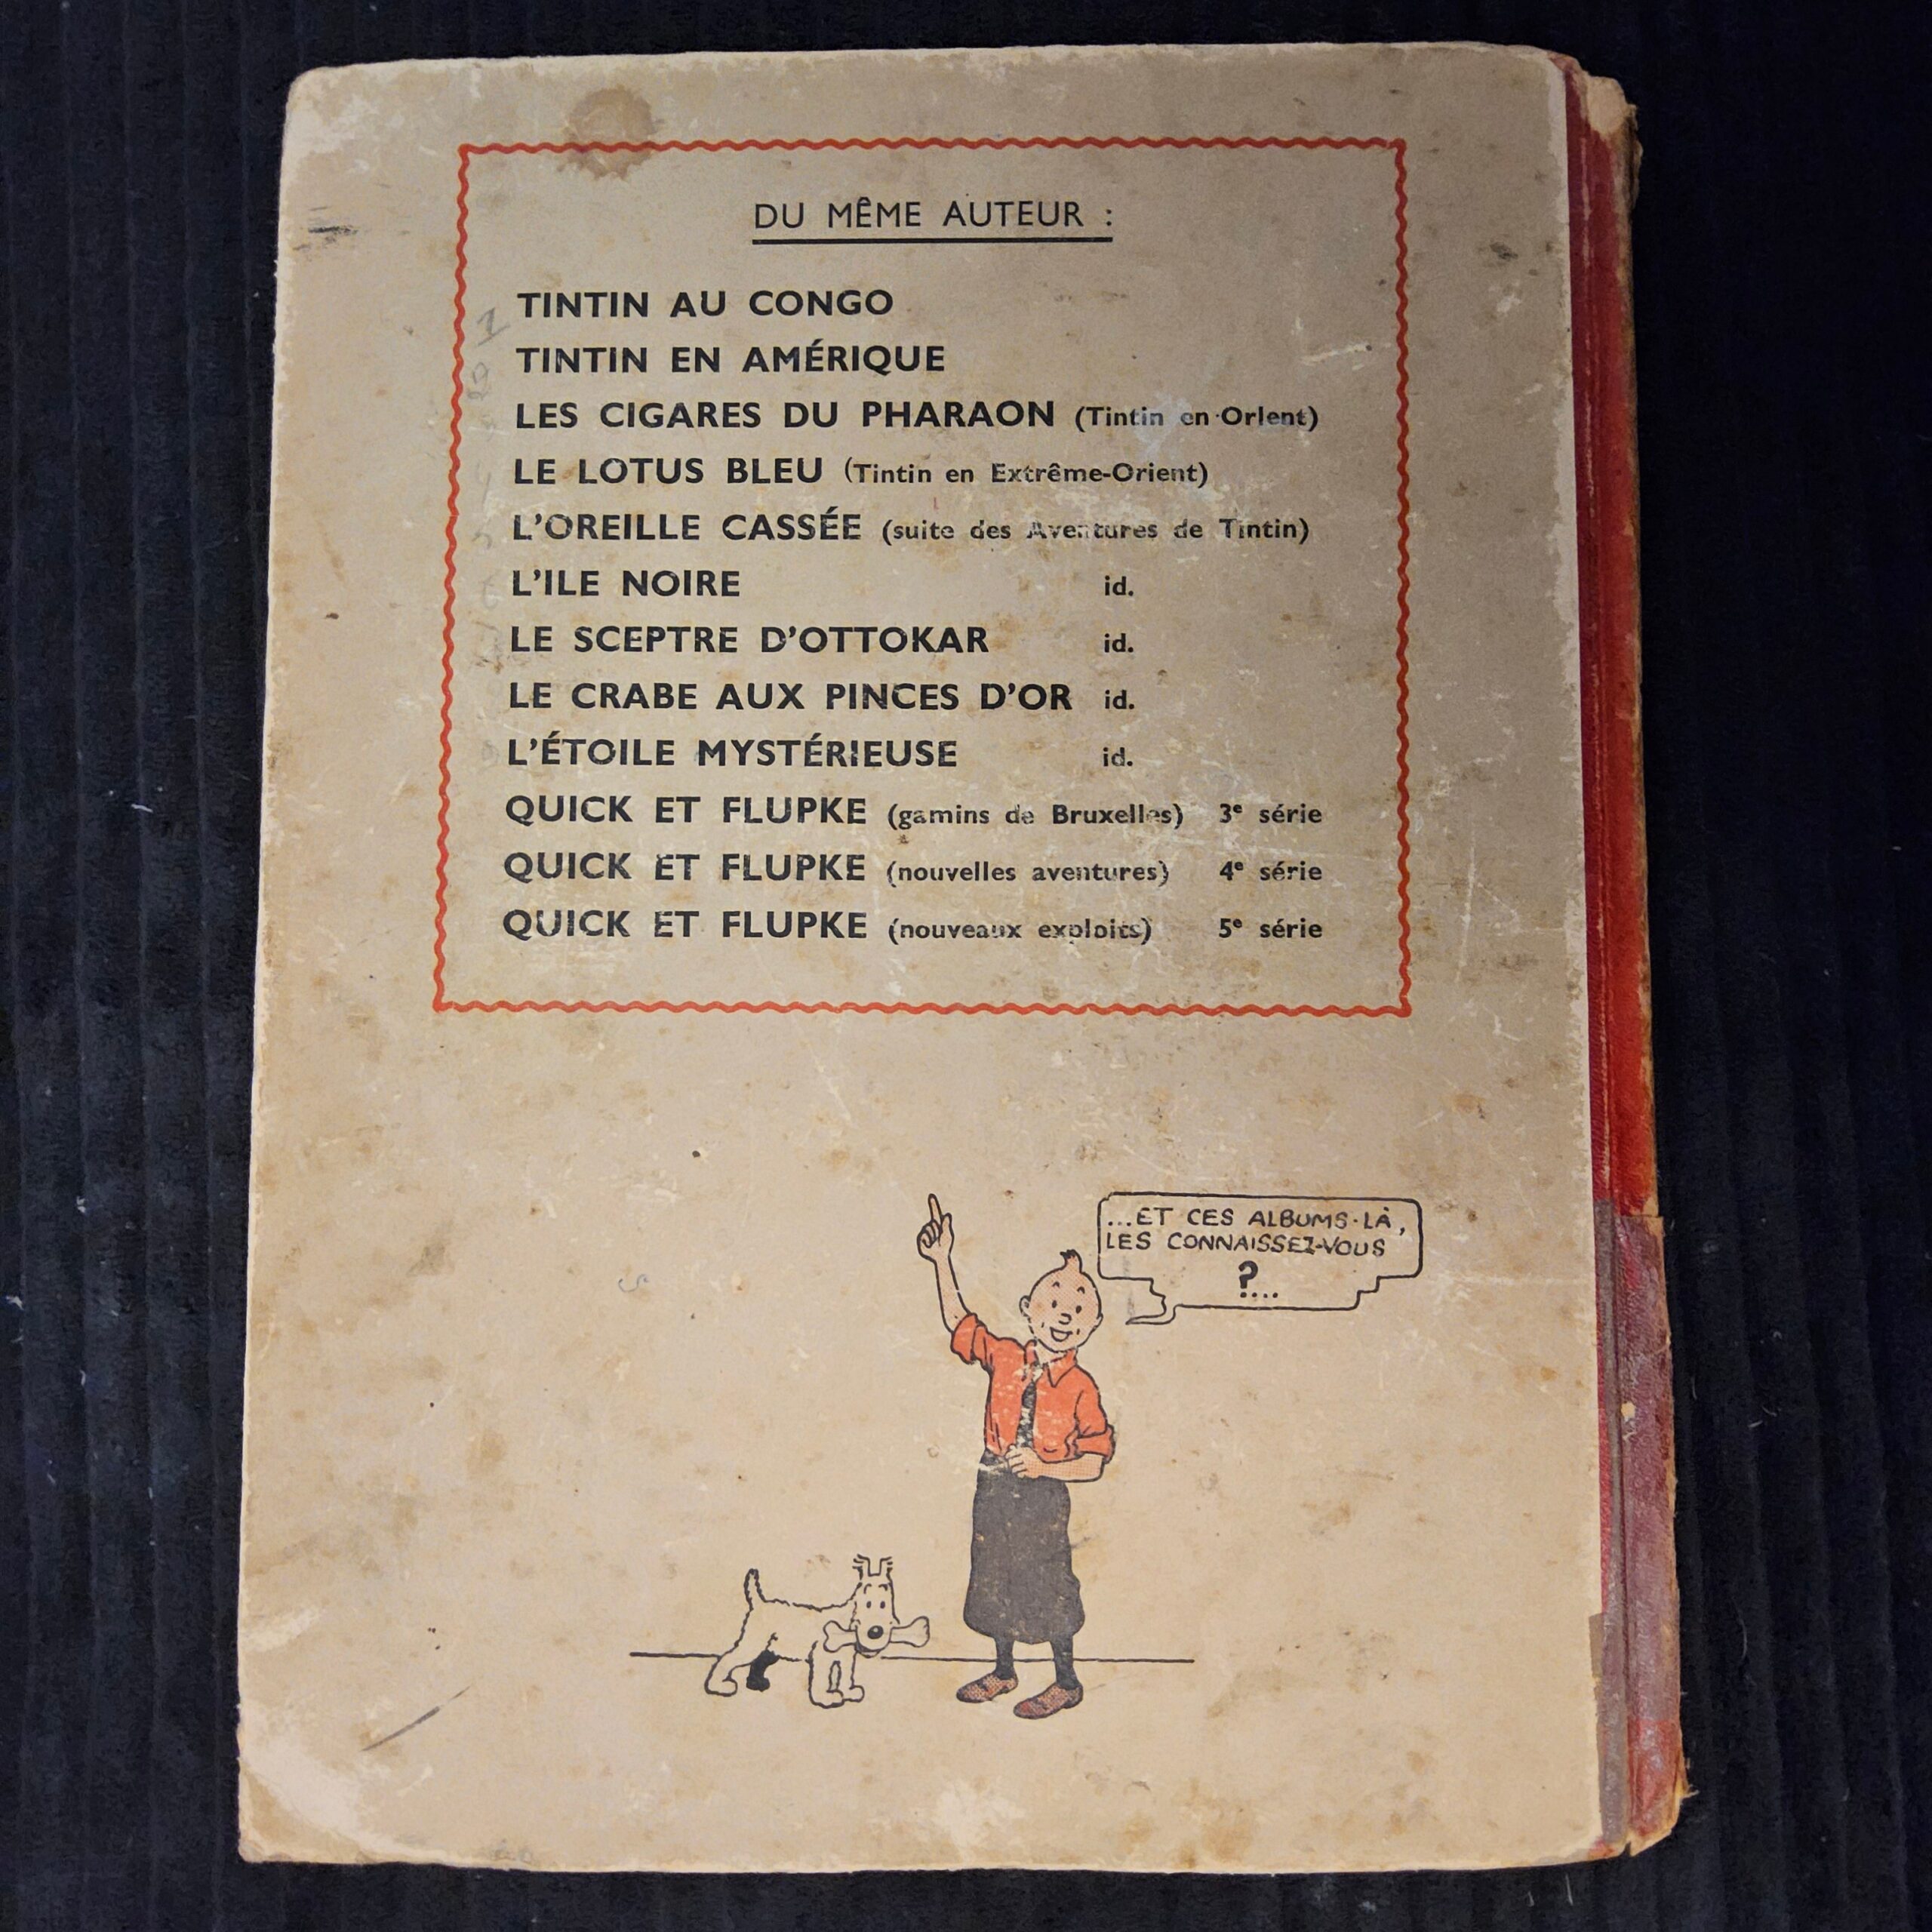 DU MÊME AUTEUR :
TINTIN AU CONGO
TINTIN EN AMÉRIQUE
LES CIGARES DU PHARAON (Tintin en Orient)
LE LOTUS BLEU (Tintin en Extrême-Orient)
L'OREILLE CASSÉE (suite des Aventures de Tintin)
L'ILE NOIRE id.
LE SCEPTRE D'OTTOKAR id.
LE CRABE AUX PINCES D'OR id.
L'ÉTOILE MYSTÉRIEUSE id.
QUICK ET FLUPKE (gamins de Bruxelles) 3e série
QUICK ET FLUPKE (nouvelles aventures) 4e série
QUICK ET FLUPKE (nouveaux exploits) 5e série
...ET CES ALBUMS-LÀ,
LES CONNAISSEZ-VOUS
?....